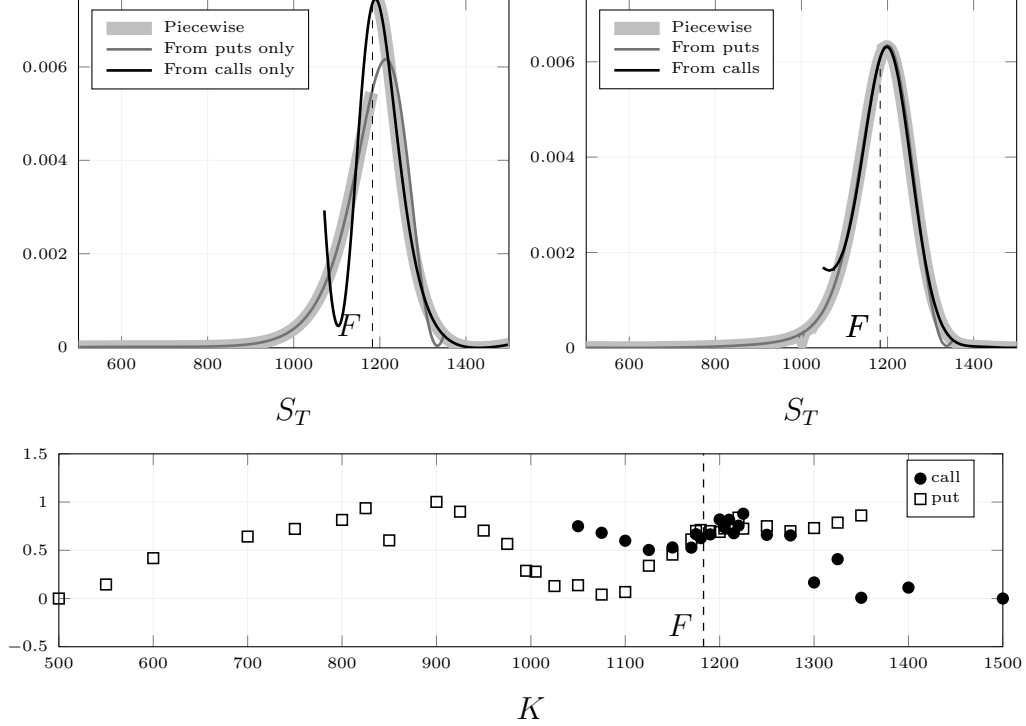 Piecewise
From puts only
From calls only
0.006
0.004
0.002
0
F
600 800 1000 1200 1400
S_T
Piecewise
From puts
From calls
0.006
0.004
0.002
0
F
600 800 1000 1200 1400
S_T
1.5
1
0.5
0
−0.5
call
put
F
500 600 700 800 900 1000 1100 1200 1300 1400 1500
K